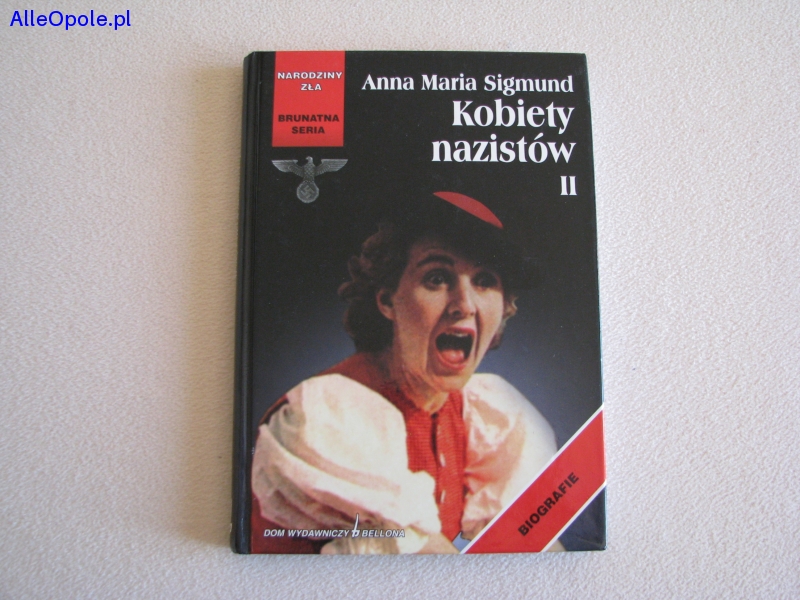 AlleOpole.pl
NARODZINY
ZŁA
BRUNATNA
SERIA
Anna Maria Sigmund
Kobiety
nazistów
II
BIOGRAFIE
DOM WYDAWNICZY BELLONA